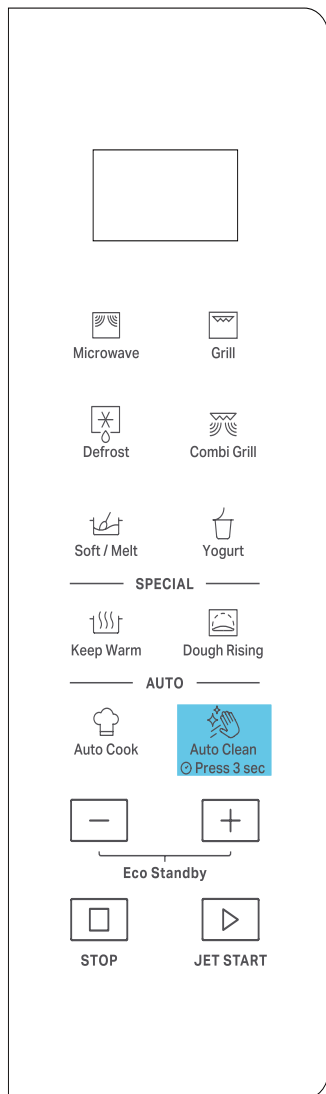 Microwave
Grill
Defrost
Combi Grill
Soft / Melt
Yogurt
SPECIAL
Keep Warm
Dough Rising
AUTO
Auto Cook
Auto Clean
Press 3 sec
Eco Standby
STOP
JET START